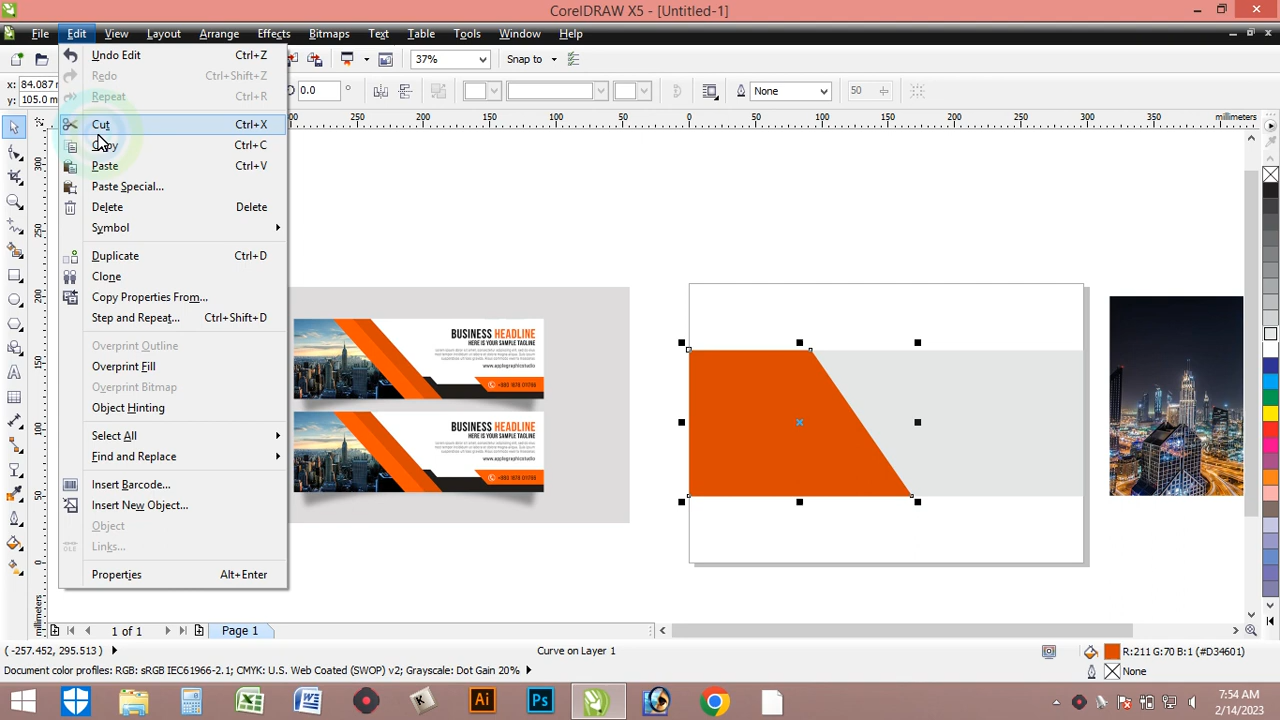 CorelDRAW X5 - [Untitled-1]
File Edit View Layout Arrange Effects Bitmaps Text Table Tools Window Help
37% Snap to
x: 84.087
y: 105.0 m
0.0
None
50
Undo Edit Ctrl+Z
Redo Ctrl+Shift+Z
Repeat Ctrl+R
Cut Ctrl+X
Copy Ctrl+C
Paste Ctrl+V
Paste Special...
Delete Delete
Symbol
Duplicate Ctrl+D
Clone
Copy Properties From...
Step and Repeat... Ctrl+Shift+D
Overprint Outline
Overprint Fill
Overprint Bitmap
Object Hinting
Select All
Find and Replace
Insert Barcode...
Insert New Object...
Object
Links...
Properties Alt+Enter
200 150 100 50 0 50 100 150 200 250 300 millimeters
300
250
200
150
100
50
0
millimeters
BUSINESS HEADLINE
HERE IS YOUR SAMPLE TAGLINE
www.applegraphicstudio
BUSINESS HEADLINE
HERE IS YOUR SAMPLE TAGLINE
www.applegraphicstudio
1 of 1 Page 1
(-257.452, 295.513) Curve on Layer 1 R:211 G:70 B:1 (#D34601)
Document color profiles: RGB: sRGB IEC61966-2.1; CMYK: U.S. Web Coated (SWOP) v2; Grayscale: Dot Gain 20% None
Ai Ps
7:54 AM
2/14/2023